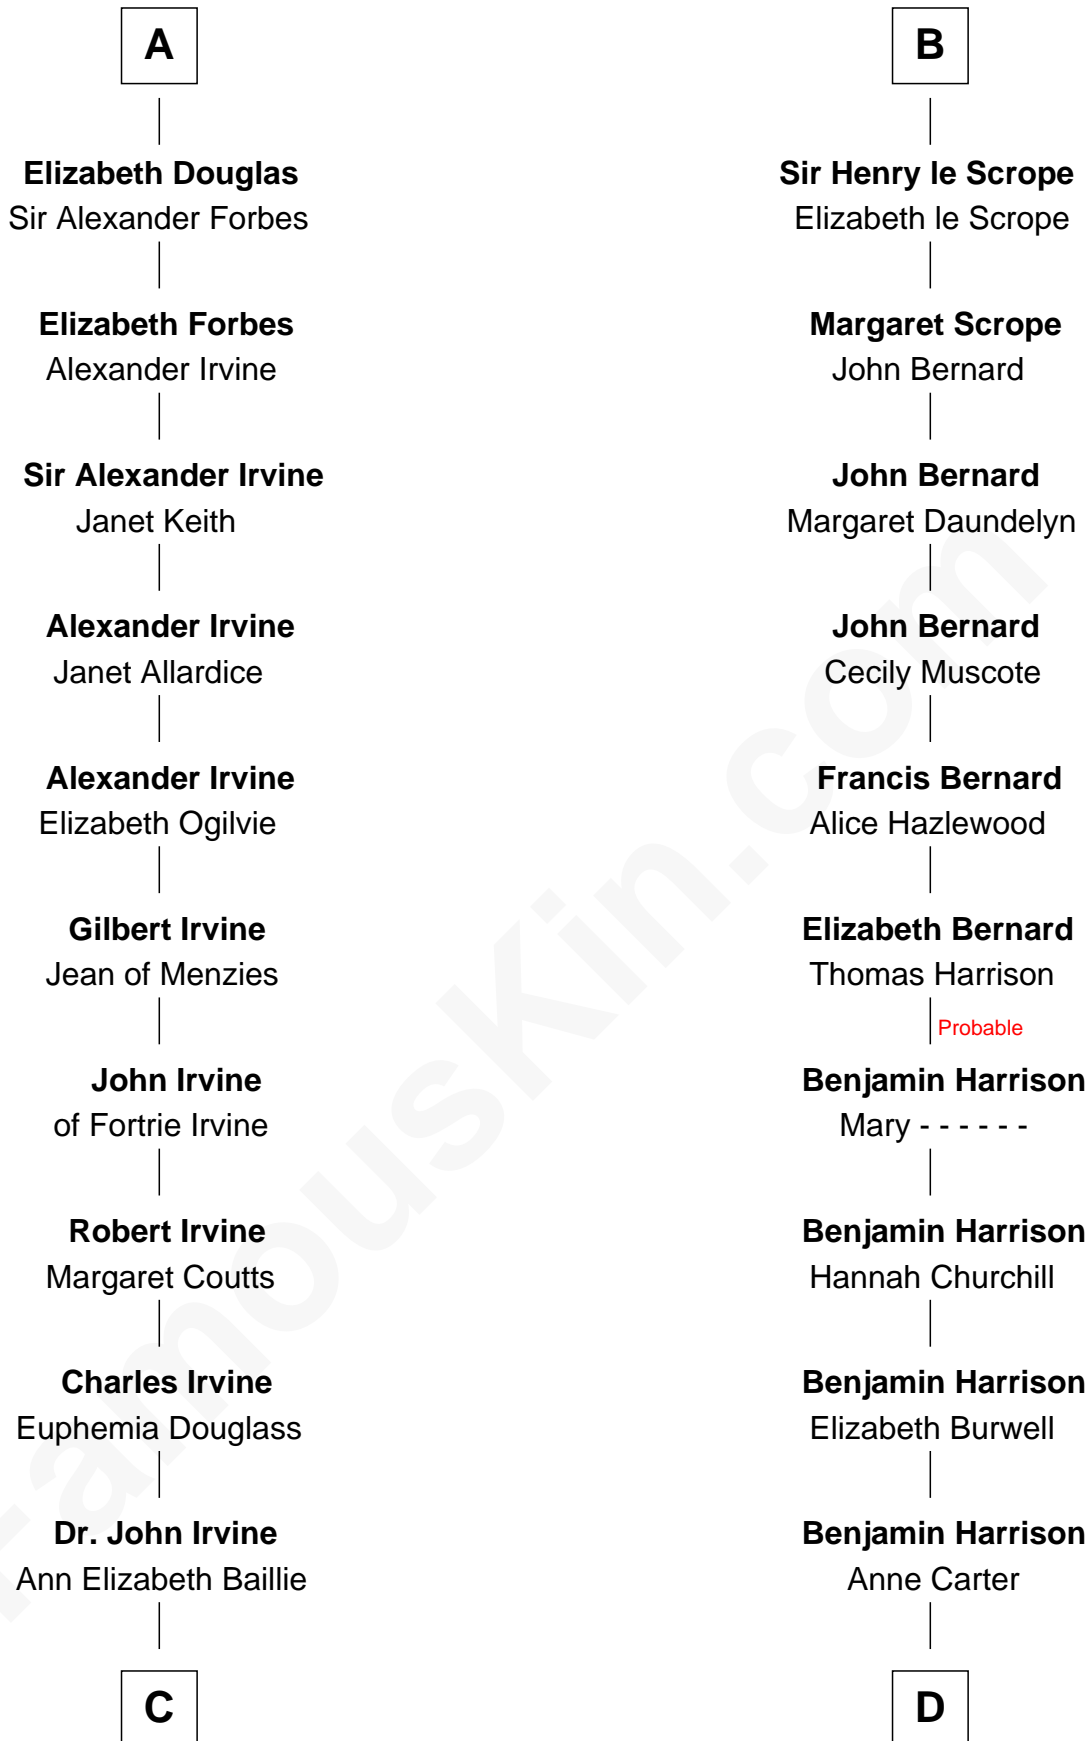 A
Elizabeth Douglas
Sir Alexander Forbes
Elizabeth Forbes
Alexander Irvine
Sir Alexander Irvine
Janet Keith
Alexander Irvine
Janet Allardice
Alexander Irvine
Elizabeth Ogilvie
Gilbert Irvine
Jean of Menzies
John Irvine
of Fortrie Irvine
Robert Irvine
Margaret Coutts
Charles Irvine
Euphemia Douglass
Dr. John Irvine
Ann Elizabeth Baillie
C
B
Sir Henry le Scrope
Elizabeth le Scrope
Margaret Scrope
John Bernard
John Bernard
Margaret Daundelyn
John Bernard
Cecily Muscote
Francis Bernard
Alice Hazlewood
Elizabeth Bernard
Thomas Harrison
Probable
Benjamin Harrison
Mary - - - - - -
Benjamin Harrison
Hannah Churchill
Benjamin Harrison
Elizabeth Burwell
Benjamin Harrison
Anne Carter
D
FamousKin.com